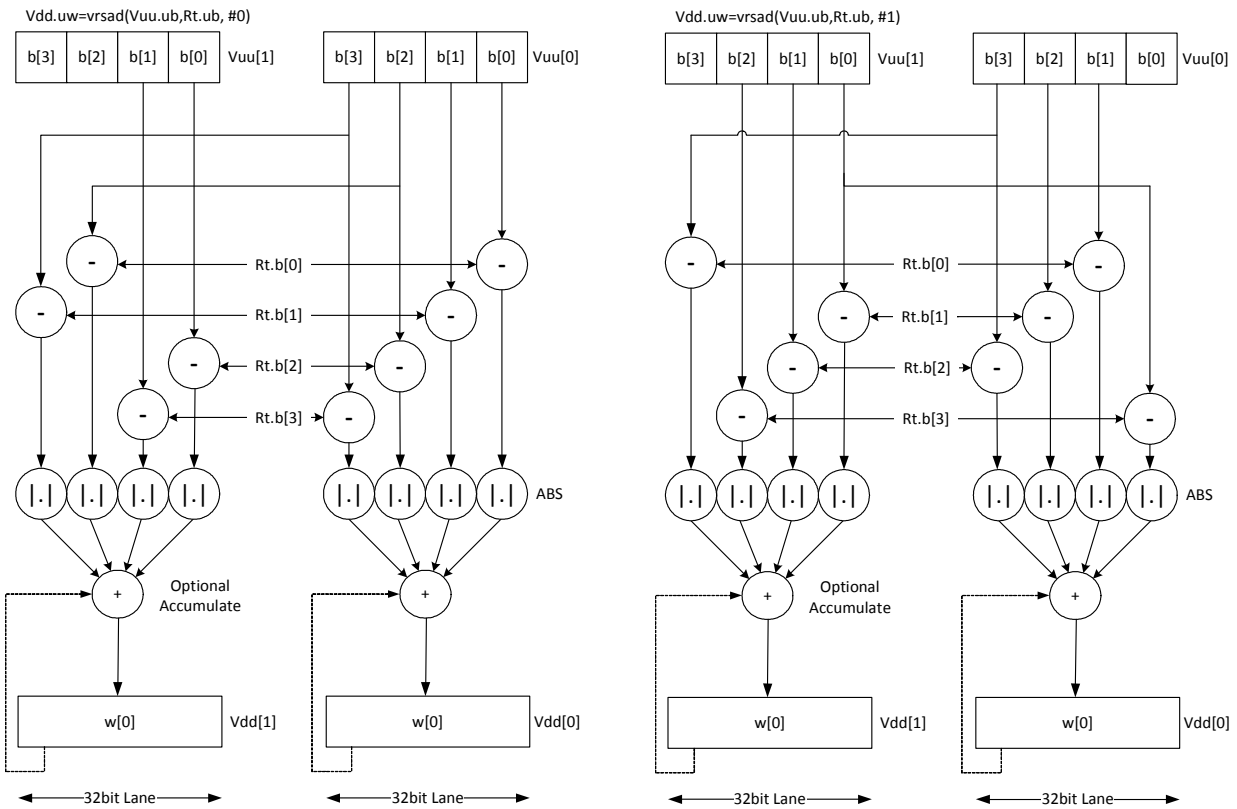 Vdd.uw=vrsad(Vuu.ub,Rt.ub, #0)
b[3] b[2] b[1] b[0] Vuu[1] b[3] b[2] b[1] b[0] Vuu[0]
- Rt.b[0] -
- Rt.b[1] -
- Rt.b[2] -
- Rt.b[3] -
|.| |.| |.| |.| |.| |.| |.| |.| ABS
+ Optional +
Accumulate
w[0] Vdd[1] w[0] Vdd[0]
32bit Lane 32bit Lane
Vdd.uw=vrsad(Vuu.ub,Rt.ub, #1)
b[3] b[2] b[1] b[0] Vuu[1] b[3] b[2] b[1] b[0] Vuu[0]
- Rt.b[0] -
- Rt.b[1] -
- Rt.b[2] -
- Rt.b[3] -
|.| |.| |.| |.| |.| |.| |.| |.| ABS
+ Optional +
Accumulate
w[0] Vdd[1] w[0] Vdd[0]
32bit Lane 32bit Lane